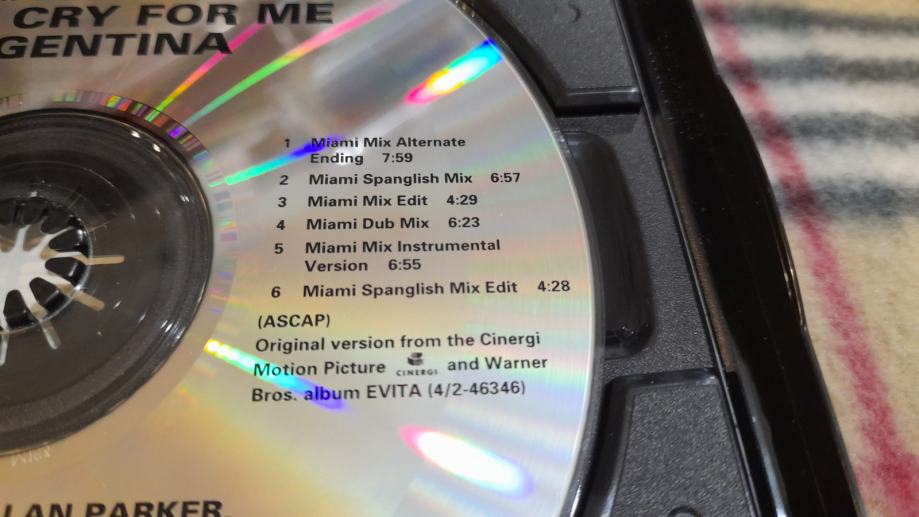 CRY FOR ME
GENTINA
1 Miami Mix Alternate
Ending 7:59
2 Miami Spanglish Mix 6:57
3 Miami Mix Edit 4:29
4 Miami Dub Mix 6:23
5 Miami Mix Instrumental
Version 6:55
6 Miami Spanglish Mix Edit 4:28
(ASCAP)
Original version from the Cinergi
Motion Picture CINERGI and Warner
Bros. album EVITA (4/2-46346)
LAN PARKER.